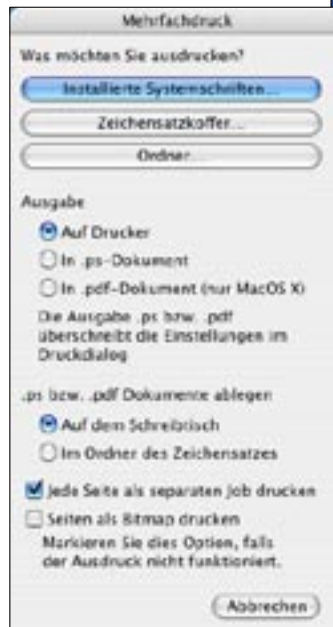 Mehrfachdruck
Was möchten Sie ausdrucken?
Installierte Systemschriften...
Zeichensatzkoffer...
Ordner...
Ausgabe
Auf Drucker
In .ps-Dokument
In .pdf-Dokument (nur MacOS X)
Die Ausgabe .ps bzw. .pdf
überschreibt die Einstellungen im
Druckdialog
.ps bzw. .pdf Dokumente ablegen
Auf dem Schreibtisch
Im Ordner des Zeichensatzes
Jede Seite als separaten Job drucken
Seiten als Bitmap drucken
Markieren Sie dies Option, falls
der Ausdruck nicht funktioniert.
Abbrechen